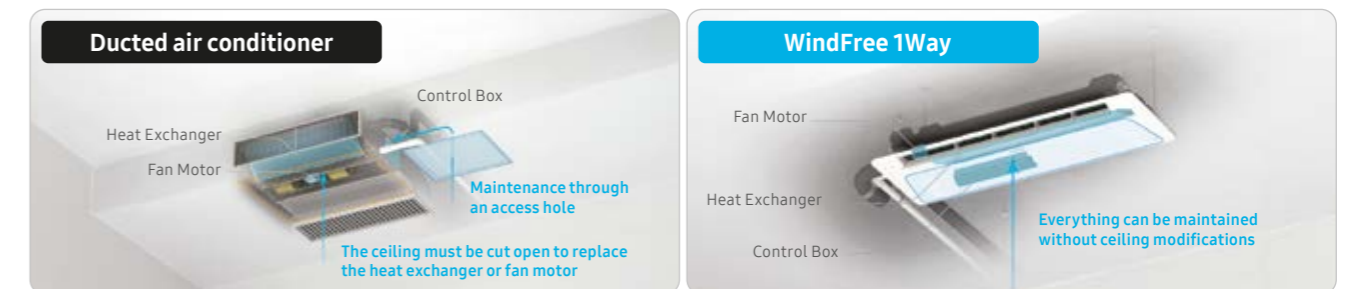 Ducted air conditioner
Control Box
Heat Exchanger
Fan Motor
Maintenance through
an access hole
The ceiling must be cut open to replace
the heat exchanger or fan motor
WindFree 1Way
Fan Motor
Heat Exchanger
Control Box
Everything can be maintained
without ceiling modifications